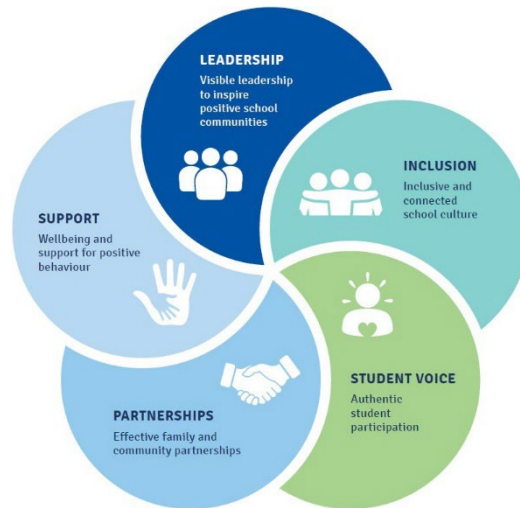 LEADERSHIP
Visible leadership
to inspire
positive school
communities
INCLUSION
Inclusive and
connected
school culture
SUPPORT
Wellbeing and
support for positive
behaviour
STUDENT VOICE
Authentic
student
participation
PARTNERSHIPS
Effective family and
community partnerships